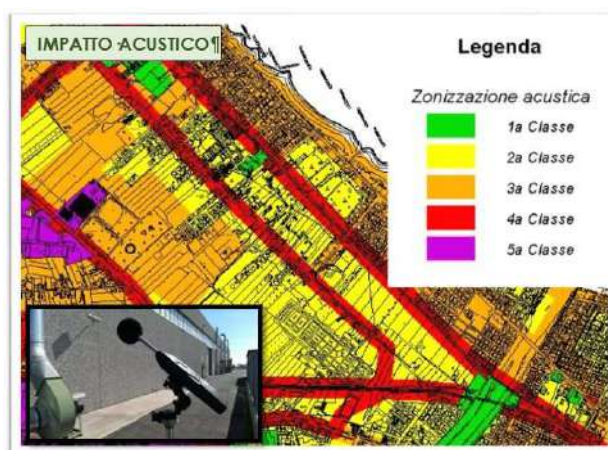 IMPATTO ACUSTICO¶
Legenda
Zonizzazione acustica
1a Classe
2a Classe
3a Classe
4a Classe
5a Classe